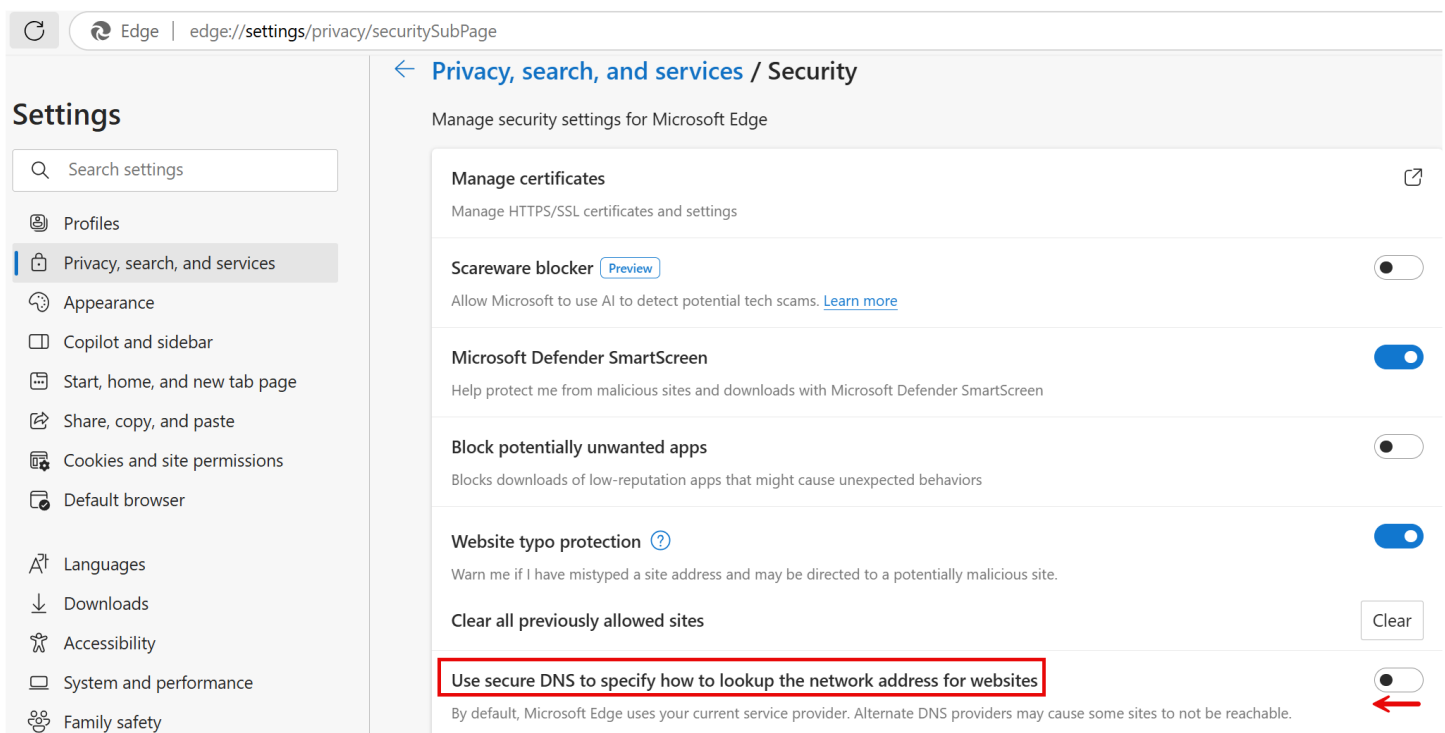 Edge | edge://settings/privacy/securitySubPage
Settings
Search settings
Profiles
Privacy, search, and services
Appearance
Copilot and sidebar
Start, home, and new tab page
Share, copy, and paste
Cookies and site permissions
Default browser
Languages
Downloads
Accessibility
System and performance
Family safety
Privacy, search, and services / Security
Manage security settings for Microsoft Edge
Manage certificates
Manage HTTPS/SSL certificates and settings
Scareware blocker Preview
Allow Microsoft to use AI to detect potential tech scams. Learn more
Microsoft Defender SmartScreen
Help protect me from malicious sites and downloads with Microsoft Defender SmartScreen
Block potentially unwanted apps
Blocks downloads of low-reputation apps that might cause unexpected behaviors
Website typo protection ?
Warn me if I have mistyped a site address and may be directed to a potentially malicious site.
Clear all previously allowed sites Clear
Use secure DNS to specify how to lookup the network address for websites
By default, Microsoft Edge uses your current service provider. Alternate DNS providers may cause some sites to not be reachable.